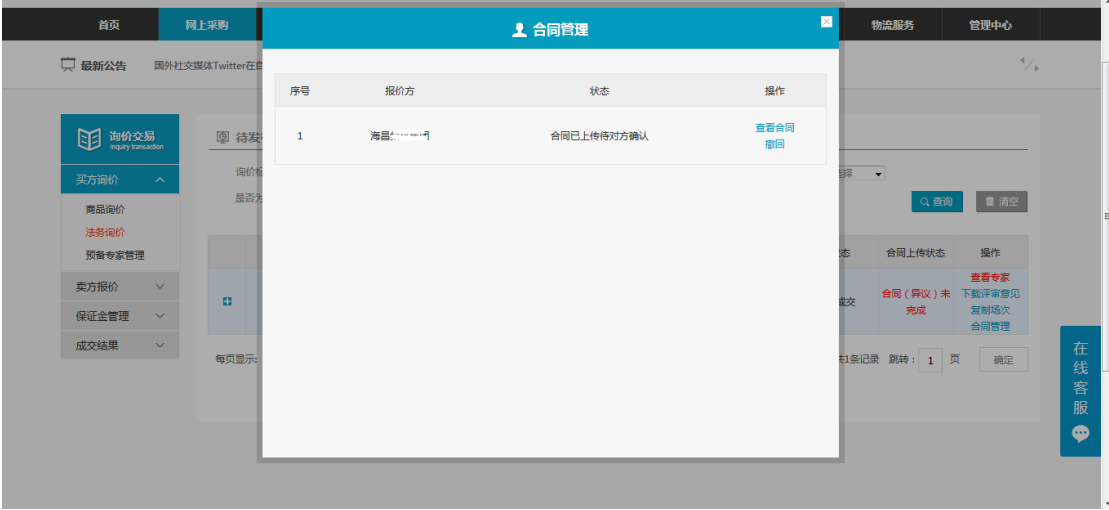 首页
网上采购
合同管理
物流服务
管理中心
最新公告
国外社交媒体Twitter在
序号
报价方
状态
操作
1
海昌
合同已上传待对方确认
查看合同
撤回
询价交易
Inquiry transaction
买方询价
商品询价
法务询价
预备专家管理
卖方报价
保证金管理
成交结果
待发
询价标
是否为
择
查询
清空
态
合同上传状态
操作
成交
合同（异议）未
完成
查看专家
下载评审意见
复制场次
合同管理
每页显示:
1条记录
跳转：
1
页
确定
在线客服